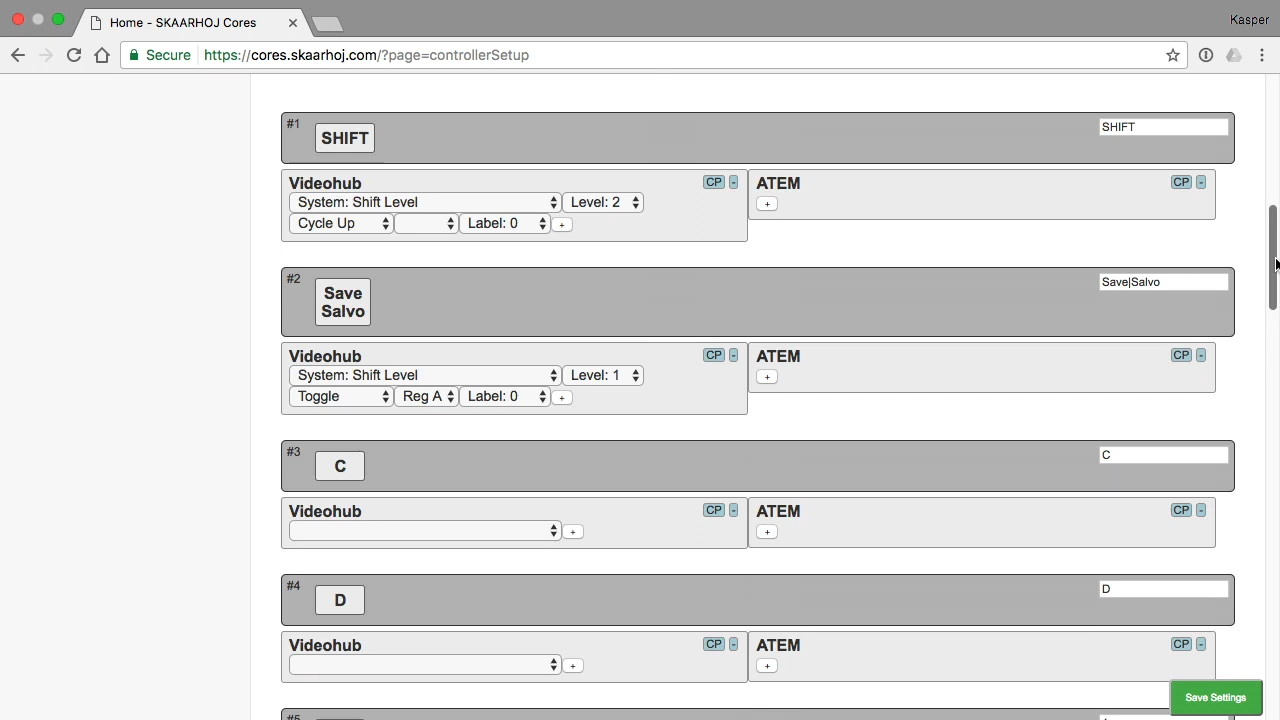 Home - SKAARHOJ Cores
Kasper
Secure https://cores.skaarhoj.com/?page=controllerSetup
#1 SHIFT SHIFT
Videohub CP - ATEM CP -
System: Shift Level Level: 2 +
Cycle Up Label: 0 +
#2 Save Save|Salvo
Salvo
Videohub CP - ATEM CP -
System: Shift Level Level: 1 +
Toggle Reg A Label: 0 +
#3 C C
Videohub CP - ATEM CP -
+ +
#4 D D
Videohub CP - ATEM CP -
+ +
Save Settings